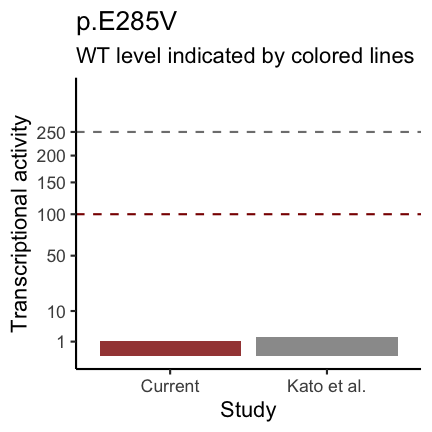 p.E285V
WT level indicated by colored lines
Transcriptional activity
250
200
150
100
50
10
1
Current
Kato et al.
Study